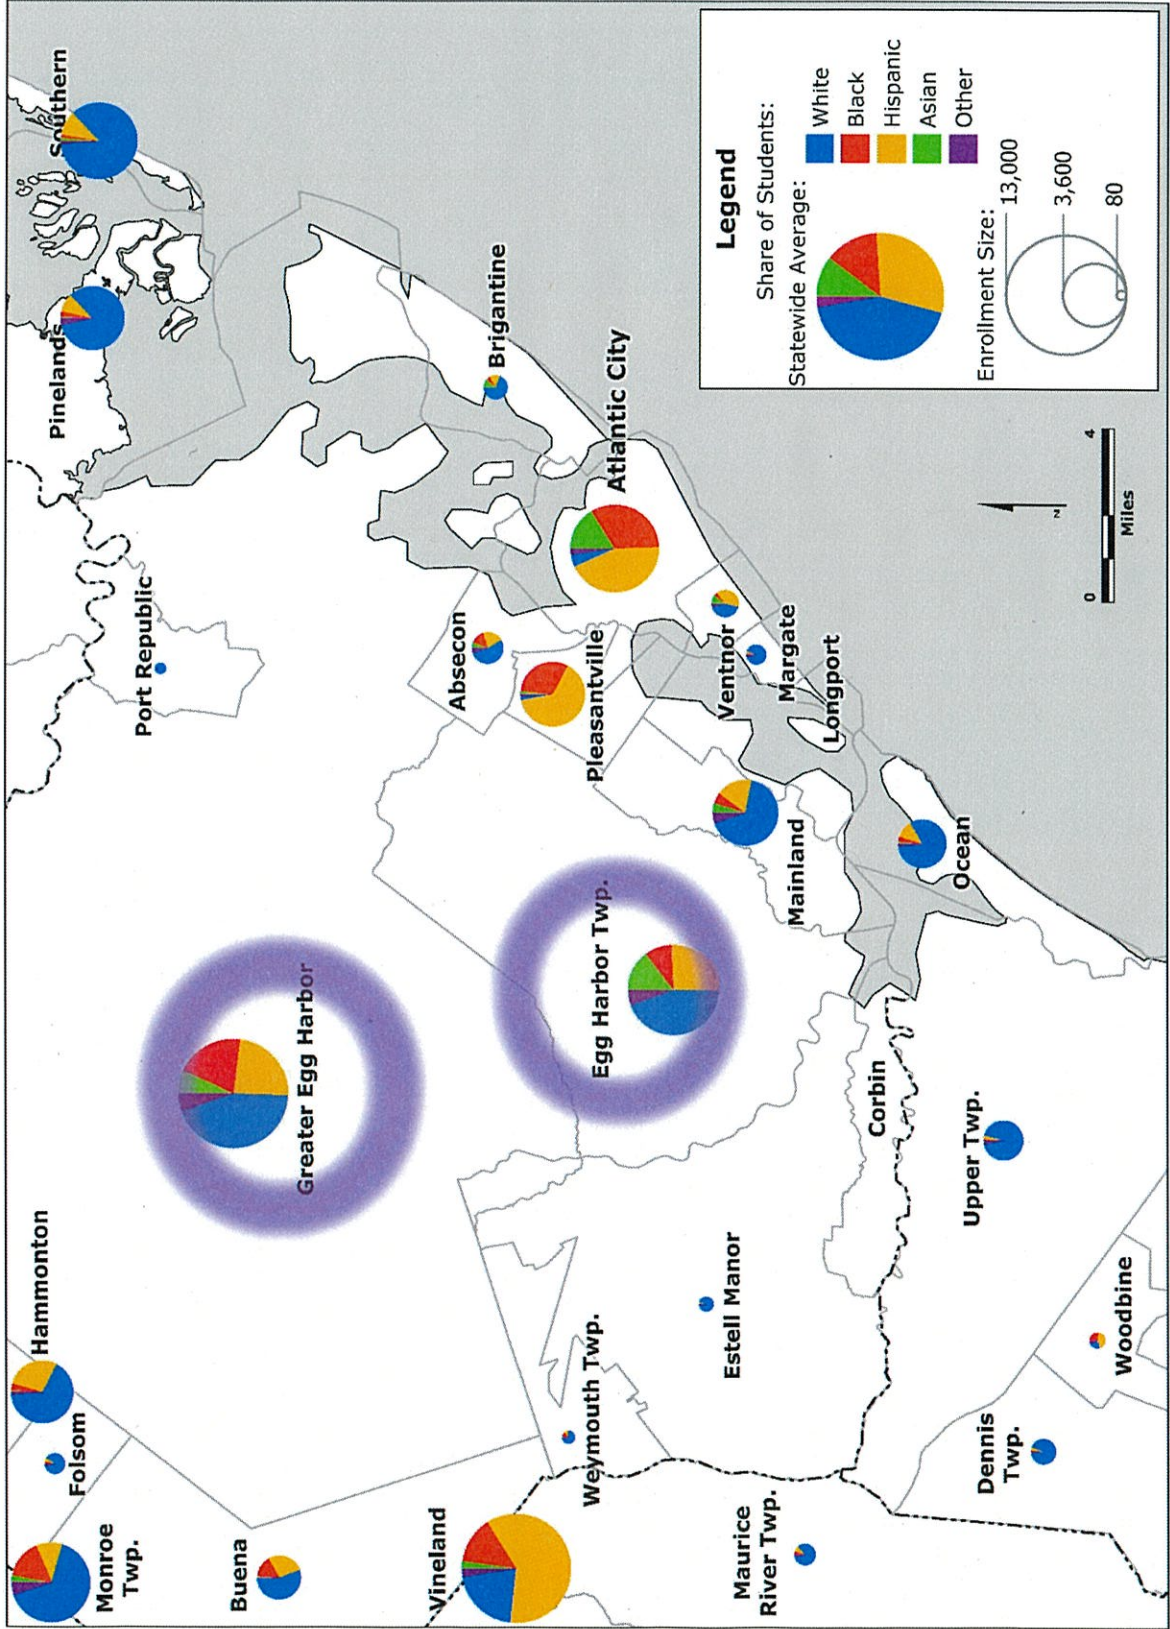 Southern
Pinelands
Port Republic
Brigantine
Atlantic City
Absecon
Pleasantville
Ventnor
Margate
Longport
Mainland
Ocean
Egg Harbor Twp.
Greater Egg Harbor
Corbin
Upper Twp.
Hammonton
Folsom
Monroe
Twp.
Buena
Vineland
Weymouth Twp.
Estell Manor
Maurice
River Twp.
Dennis
Twp.
Woodbine
Legend
Share of Students:
Statewide Average:
White
Black
Hispanic
Asian
Other
Enrollment Size:
13,000
3,600
80
N
0
4
Miles